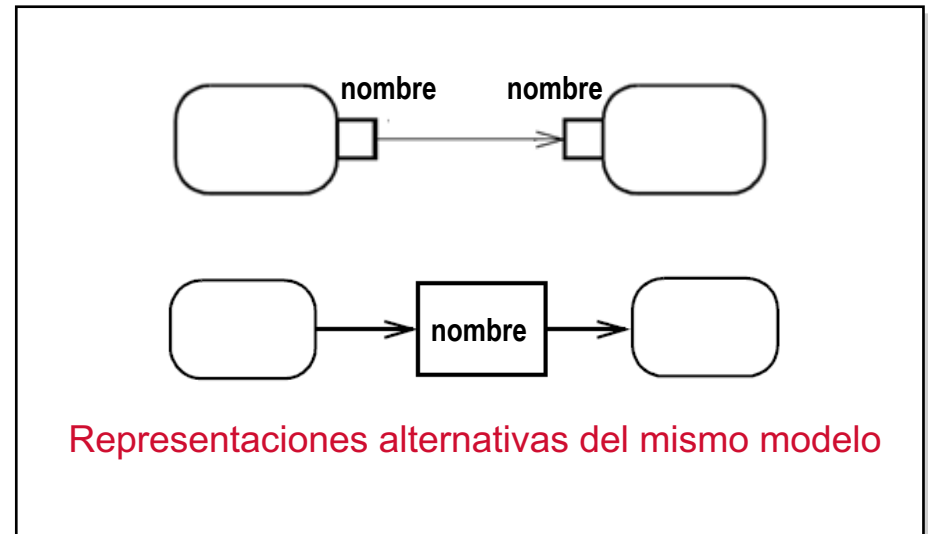 nombre nombre
nombre
Representaciones alternativas del mismo modelo